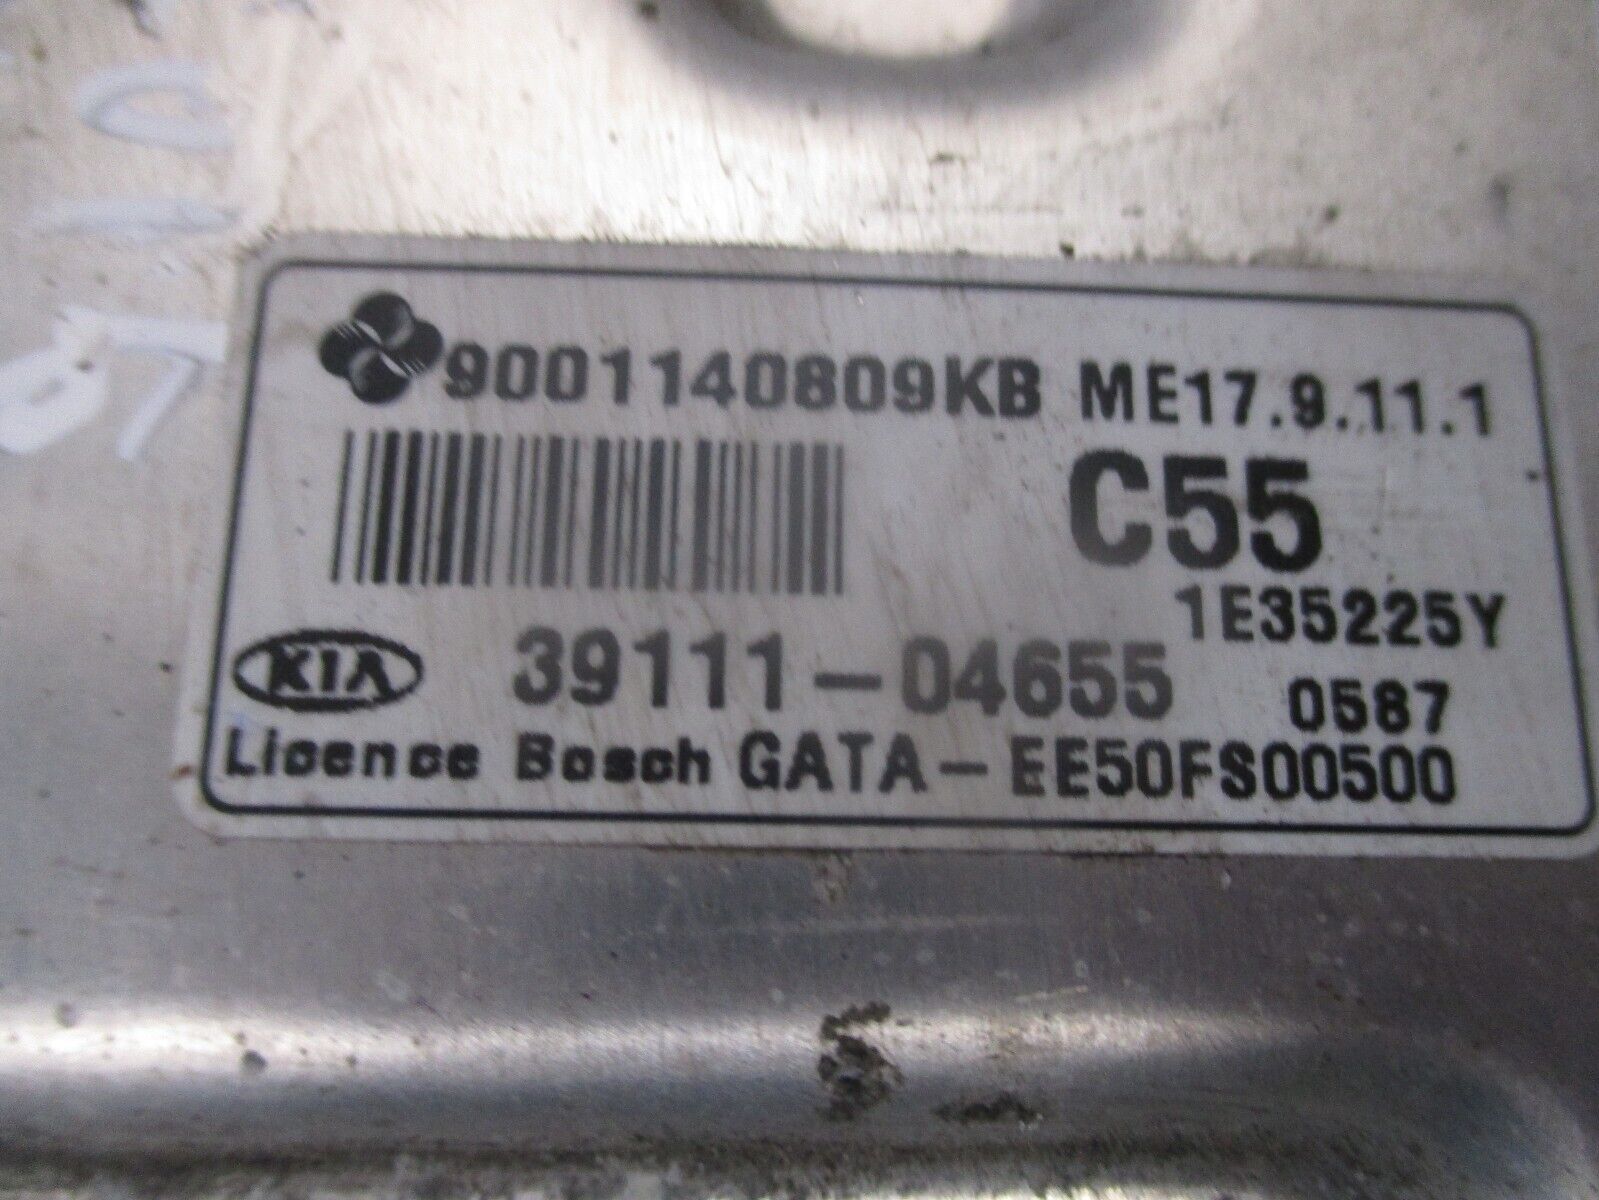 9001140809KB ME17.9.11.1
C55
1E35225Y
KIA 39111-04655 0587
Licence Bosch GATA-EE50FS00500